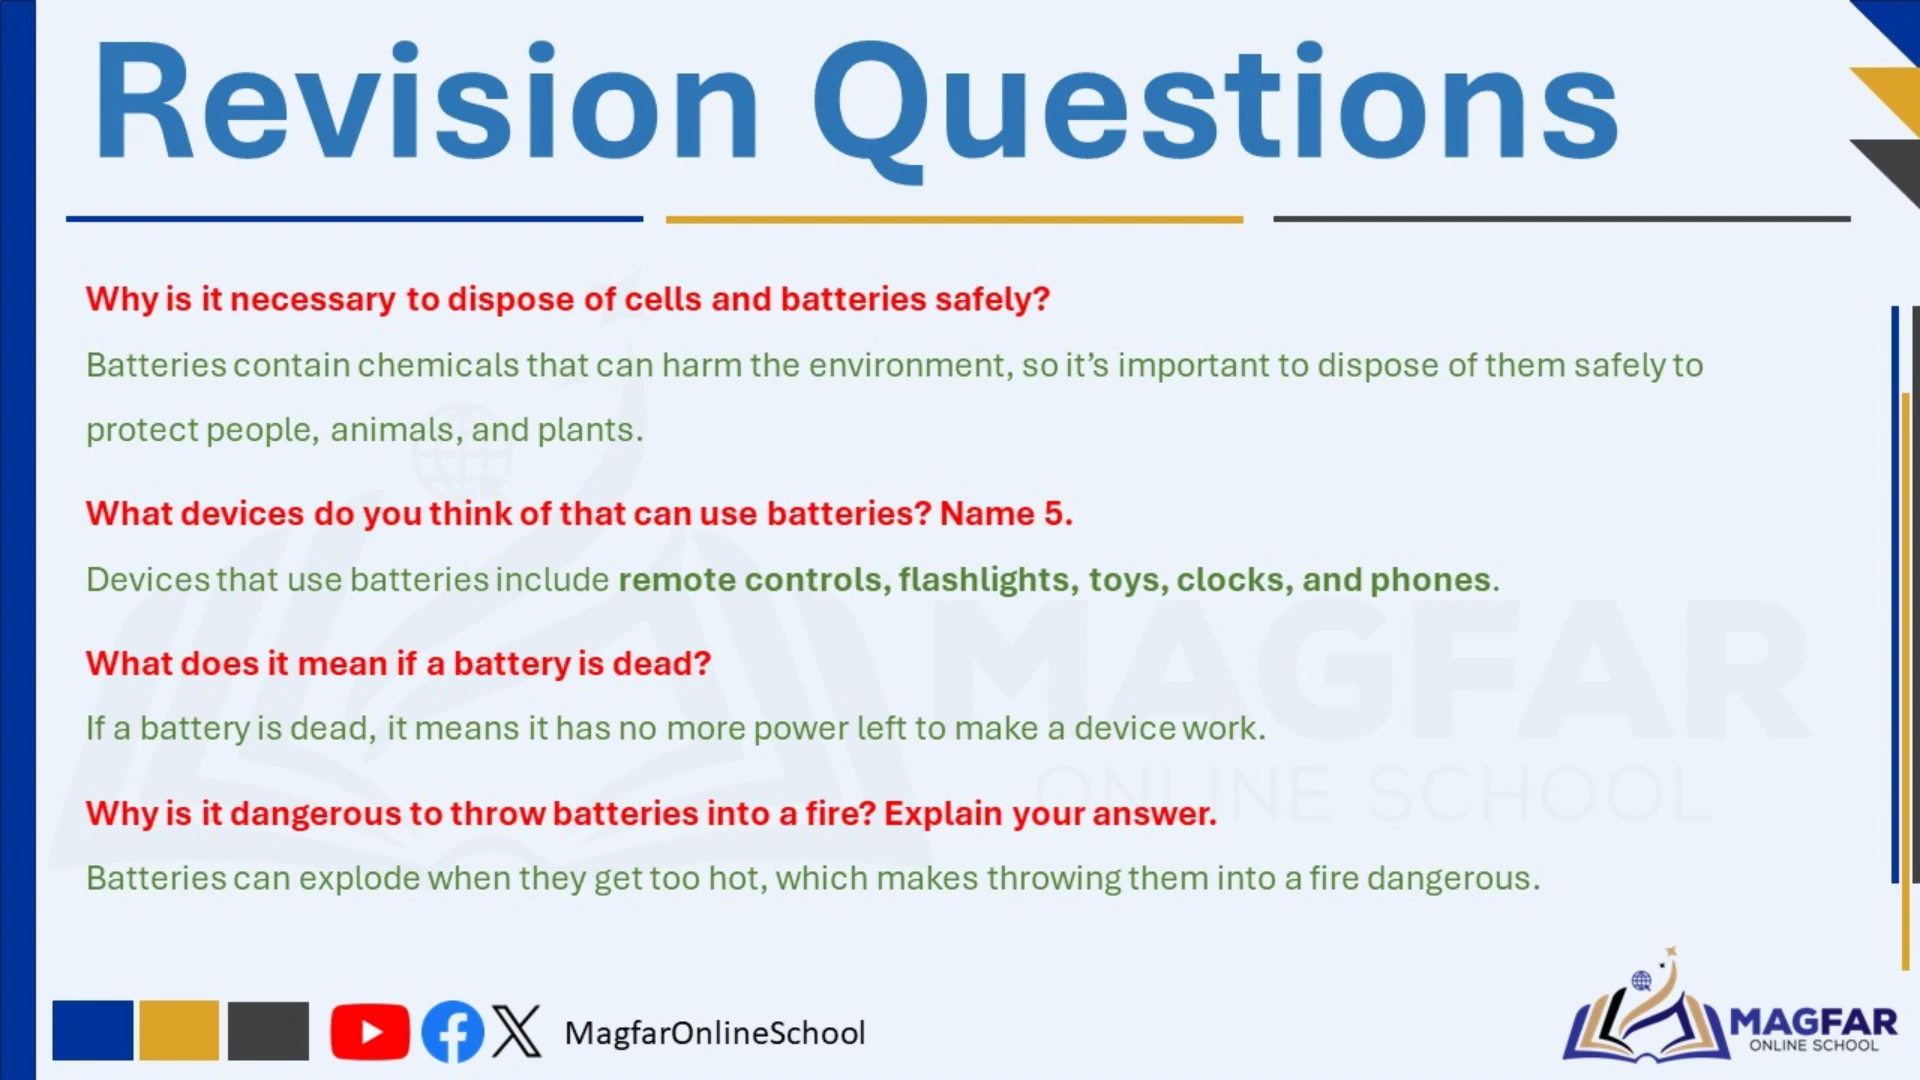 Revision Questions
Why is it necessary to dispose of cells and batteries safely?
Batteries contain chemicals that can harm the environment, so it’s important to dispose of them safely to
protect people, animals, and plants.
What devices do you think of that can use batteries? Name 5.
Devices that use batteries include remote controls, flashlights, toys, clocks, and phones.
What does it mean if a battery is dead?
If a battery is dead, it means it has no more power left to make a device work.
Why is it dangerous to throw batteries into a fire? Explain your answer.
Batteries can explode when they get too hot, which makes throwing them into a fire dangerous.
MAGFAR
ONLINE SCHOOL
MagfarOnlineSchool
MAGFAR
ONLINE SCHOOL